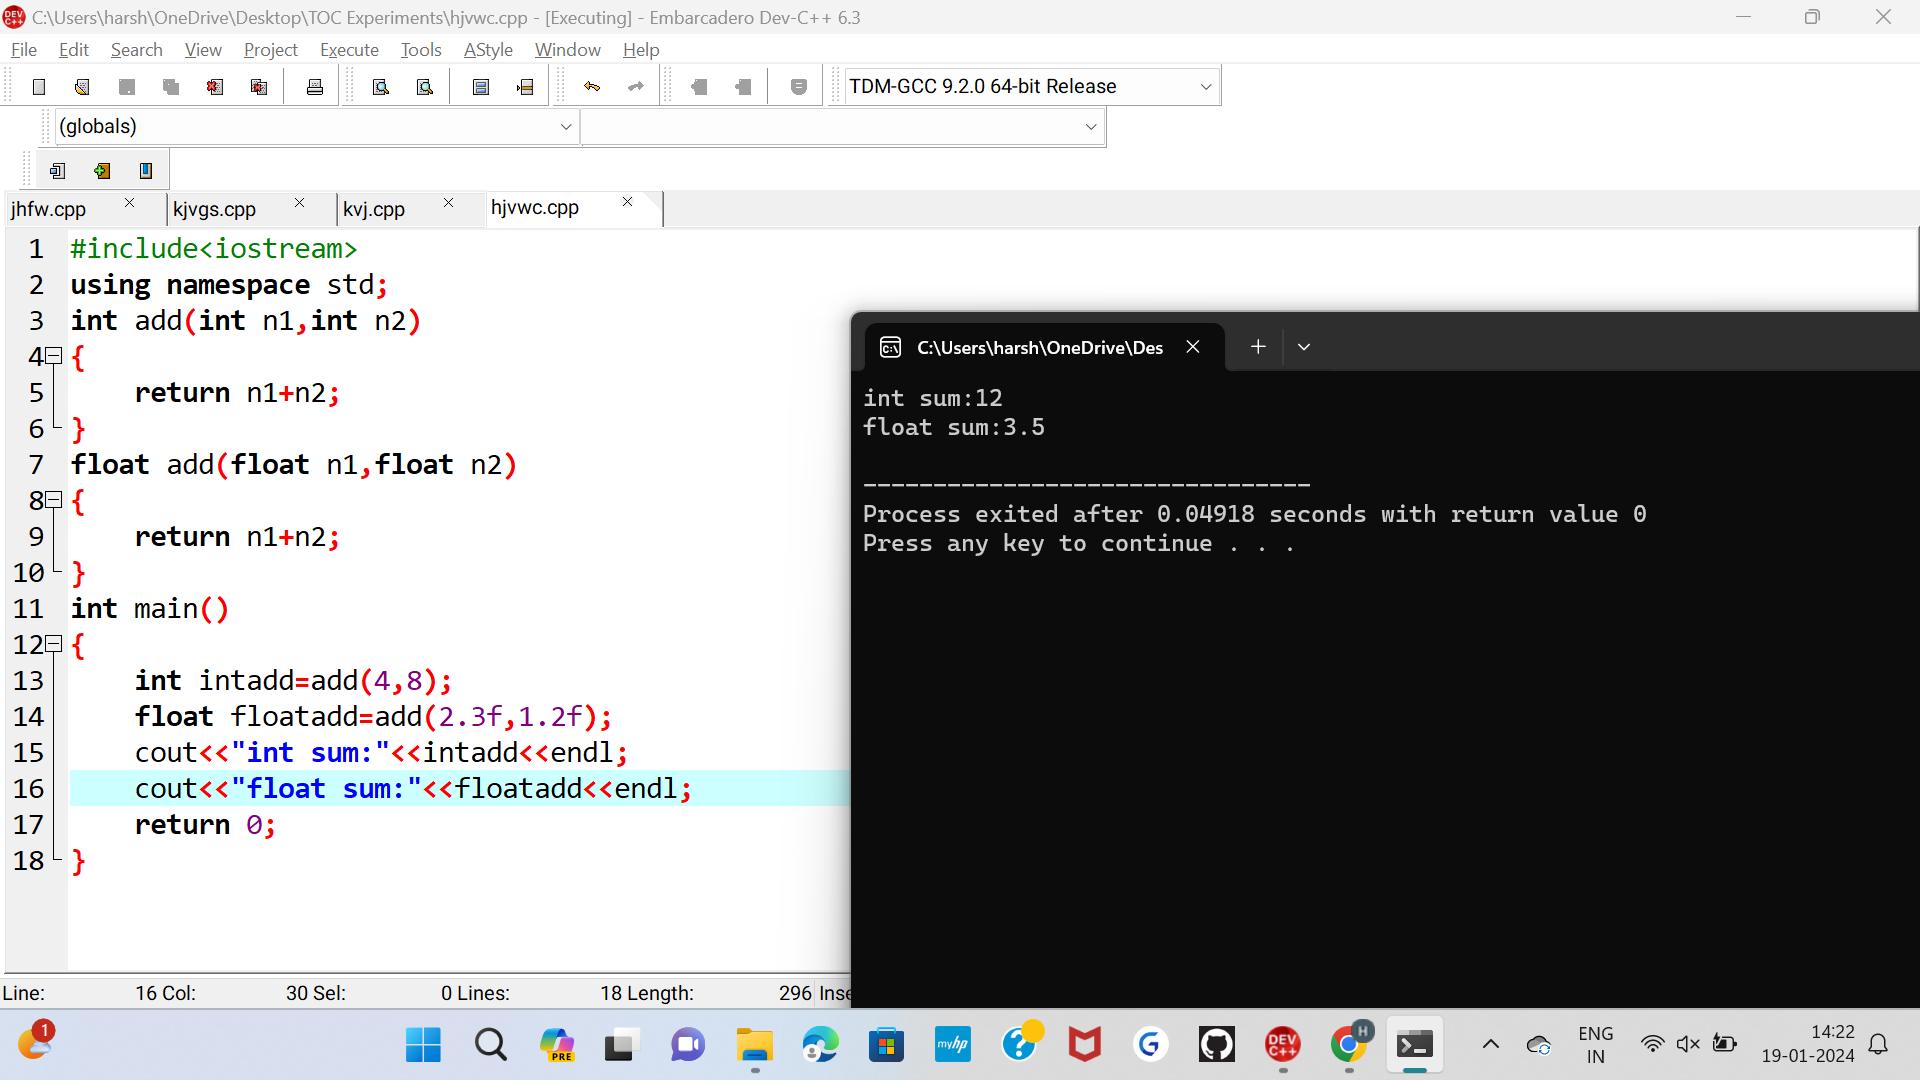 C:\Users\harsh\OneDrive\Desktop\TOC Experiments\hjvwc.cpp - [Executing] - Embarcadero Dev-C++ 6.3
File Edit Search View Project Execute Tools AStyle Window Help
TDM-GCC 9.2.0 64-bit Release
(globals)
jhfw.cpp kjvgs.cpp kvj.cpp hjvwc.cpp
1 #include<iostream>
2 using namespace std;
3 int add(int n1,int n2)
4 {
5 return n1+n2;
6 }
7 float add(float n1,float n2)
8 {
9 return n1+n2;
10 }
11 int main()
12 {
13 int intadd=add(4,8);
14 float floatadd=add(2.3f,1.2f);
15 cout<<"int sum:"<<intadd<<endl;
16 cout<<"float sum:"<<floatadd<<endl;
17 return 0;
18 }
C:\Users\harsh\OneDrive\Des
int sum:12
float sum:3.5
--------------------------------
Process exited after 0.04918 seconds with return value 0
Press any key to continue . . .
Line: 16 Col: 30 Sel: 0 Lines: 18 Length: 296 Inse
1
PRE
myhp
?
G
DEV C++
H
ENG
IN
14:22
19-01-2024